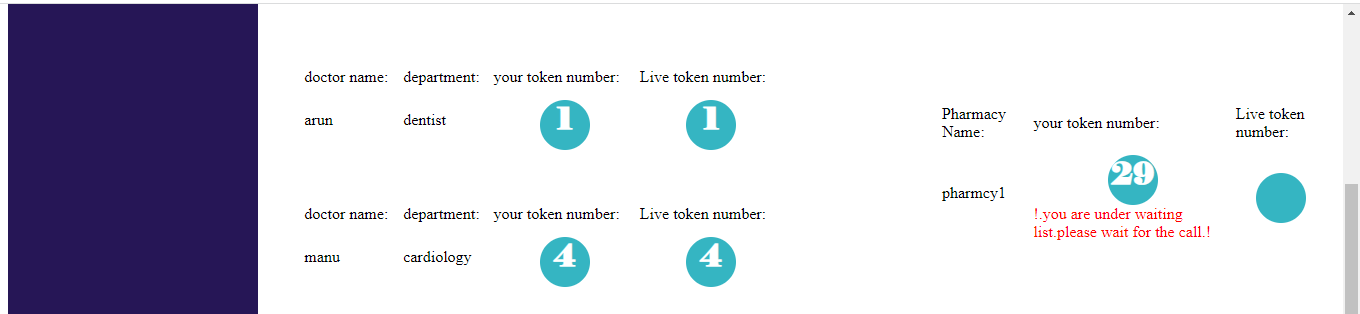 doctor name: department: your token number: Live token number:
arun dentist 1 1
doctor name: department: your token number: Live token number:
manu cardiology 4 4
Pharmacy
Name:
your token number:
Live token
number:
pharmcy1
29
!.you are under waiting
list.please wait for the call.!